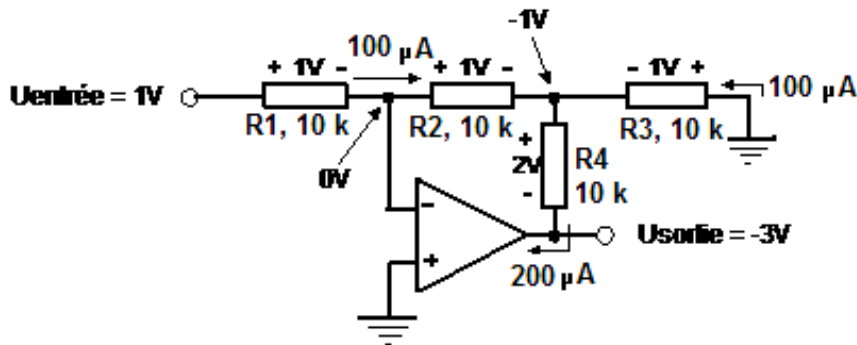 -1V
100 µA
+ 1V -
+ 1V -
- 1V +
100 µA
Uentrée = 1V
R1, 10 k
R2, 10 k
R3, 10 k
0V
+
2V
-
R4
10 k
-
+
Usortie = -3V
200 µA